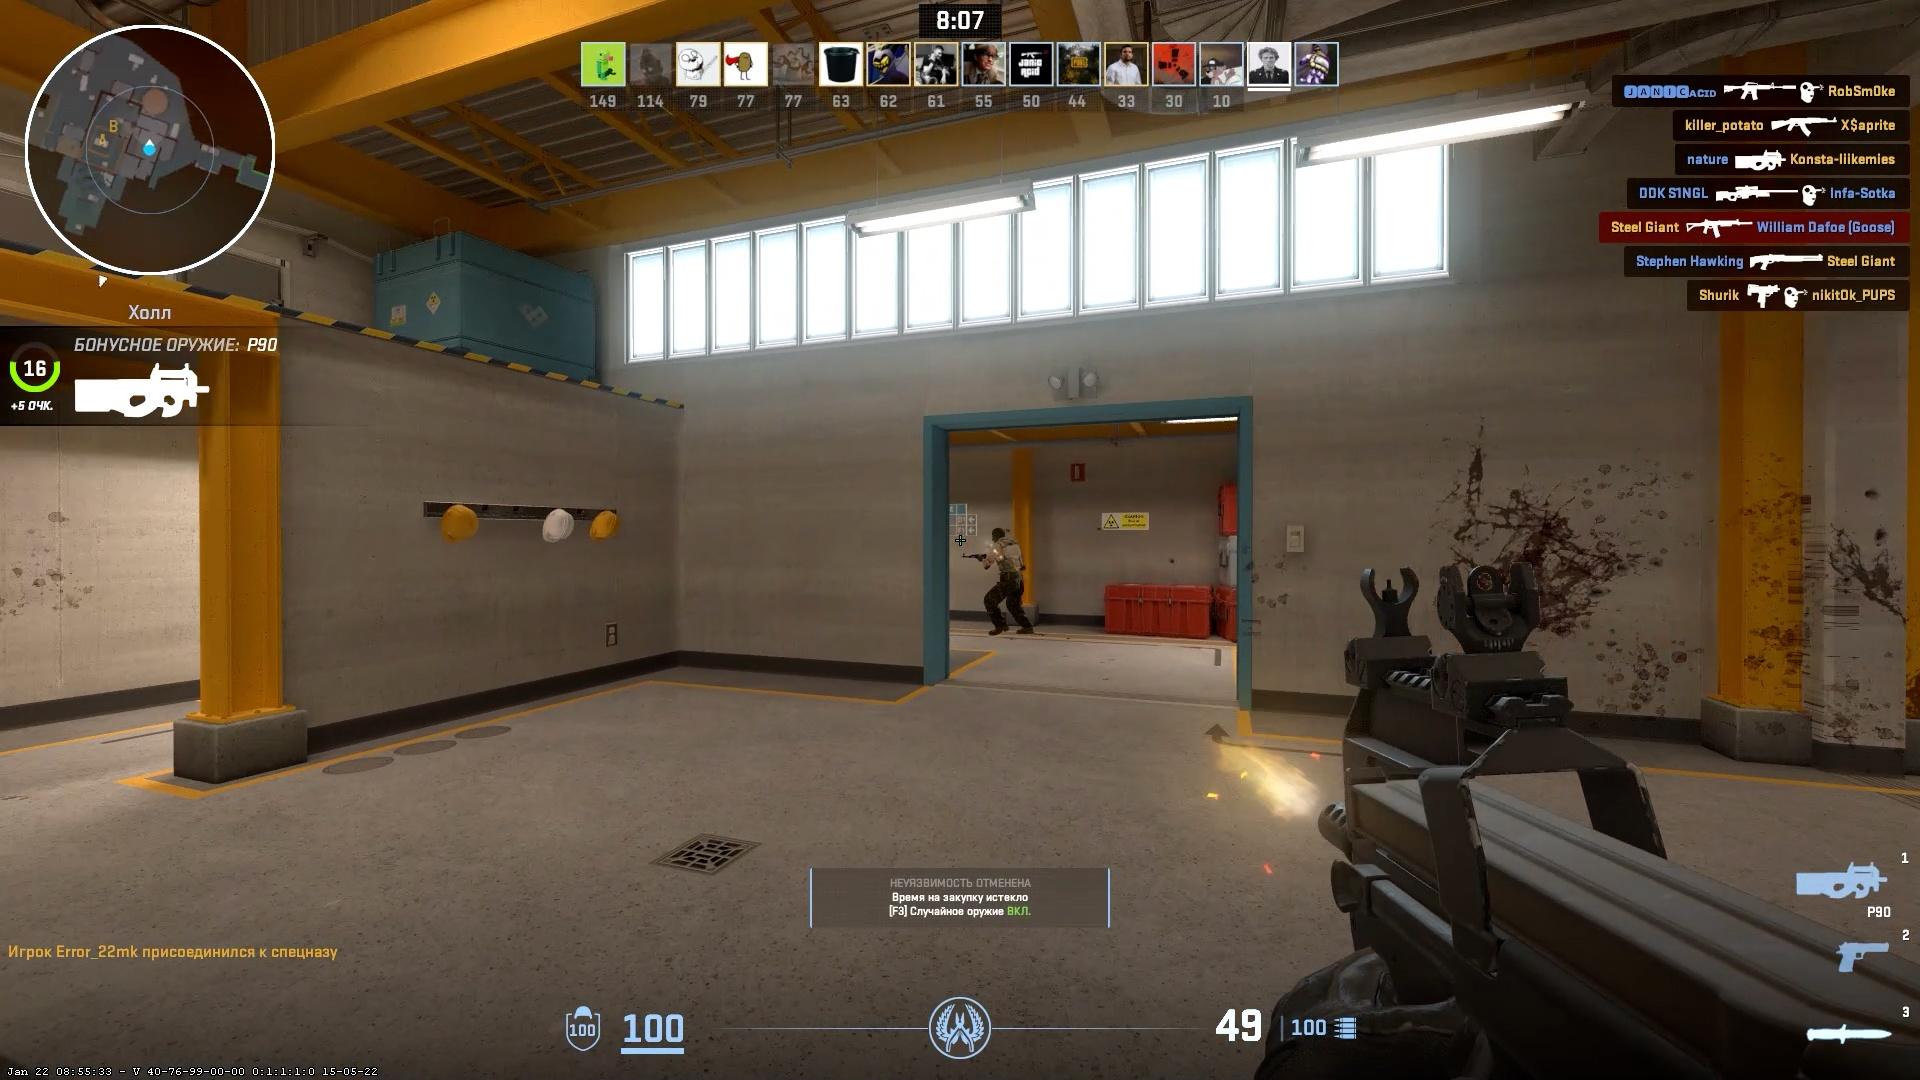 8:07
149 114 79 77 77 63 62 61 55 50 44 33 30 10
JANIC ACID
JANICACID RobSm0ke
killer_potato X$aprite
nature Konsta-liikemies
DDK S1NGL Infa-Sotka
Steel Giant William Dafoe (Goose)
Stephen Hawking Steel Giant
Shurik nikit0k_PUPS
B
A
Холл
БОНУСНОЕ ОРУЖИЕ: P90
16
+5 ОЧК.
НЕУЯЗВИМОСТЬ ОТМЕНЕНА
Время на закупку истекло
[F3] Случайное оружие ВКЛ.
1
P90
2
3
Игрок Error_22mk присоединился к спецназу
100 100
49 | 100
Jan 22 08:55:33 - V 40-76-99-00-00 0:1:1:1:0 15-05-22